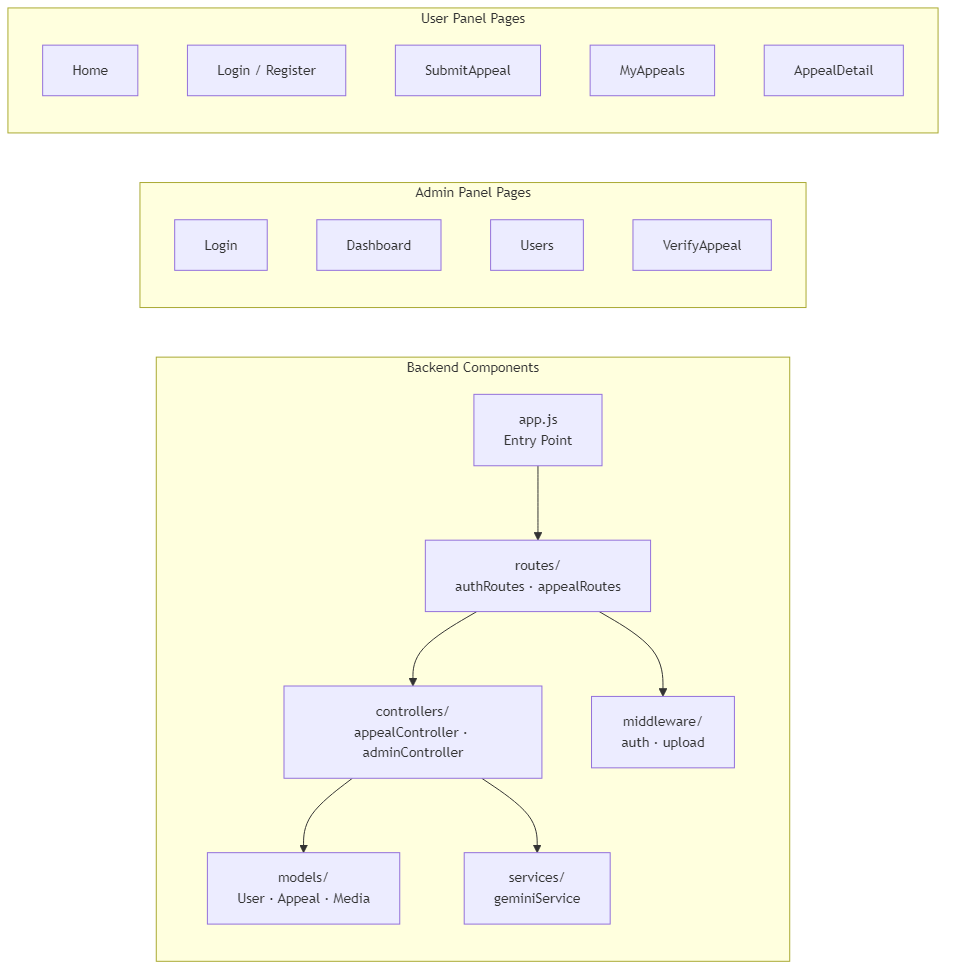 User Panel Pages
Home
Login / Register
SubmitAppeal
MyAppeals
AppealDetail
Admin Panel Pages
Login
Dashboard
Users
VerifyAppeal
Backend Components
app.js
Entry Point
routes/
authRoutes · appealRoutes
controllers/
appealController ·
adminController
middleware/
auth · upload
models/
User · Appeal · Media
services/
geminiService